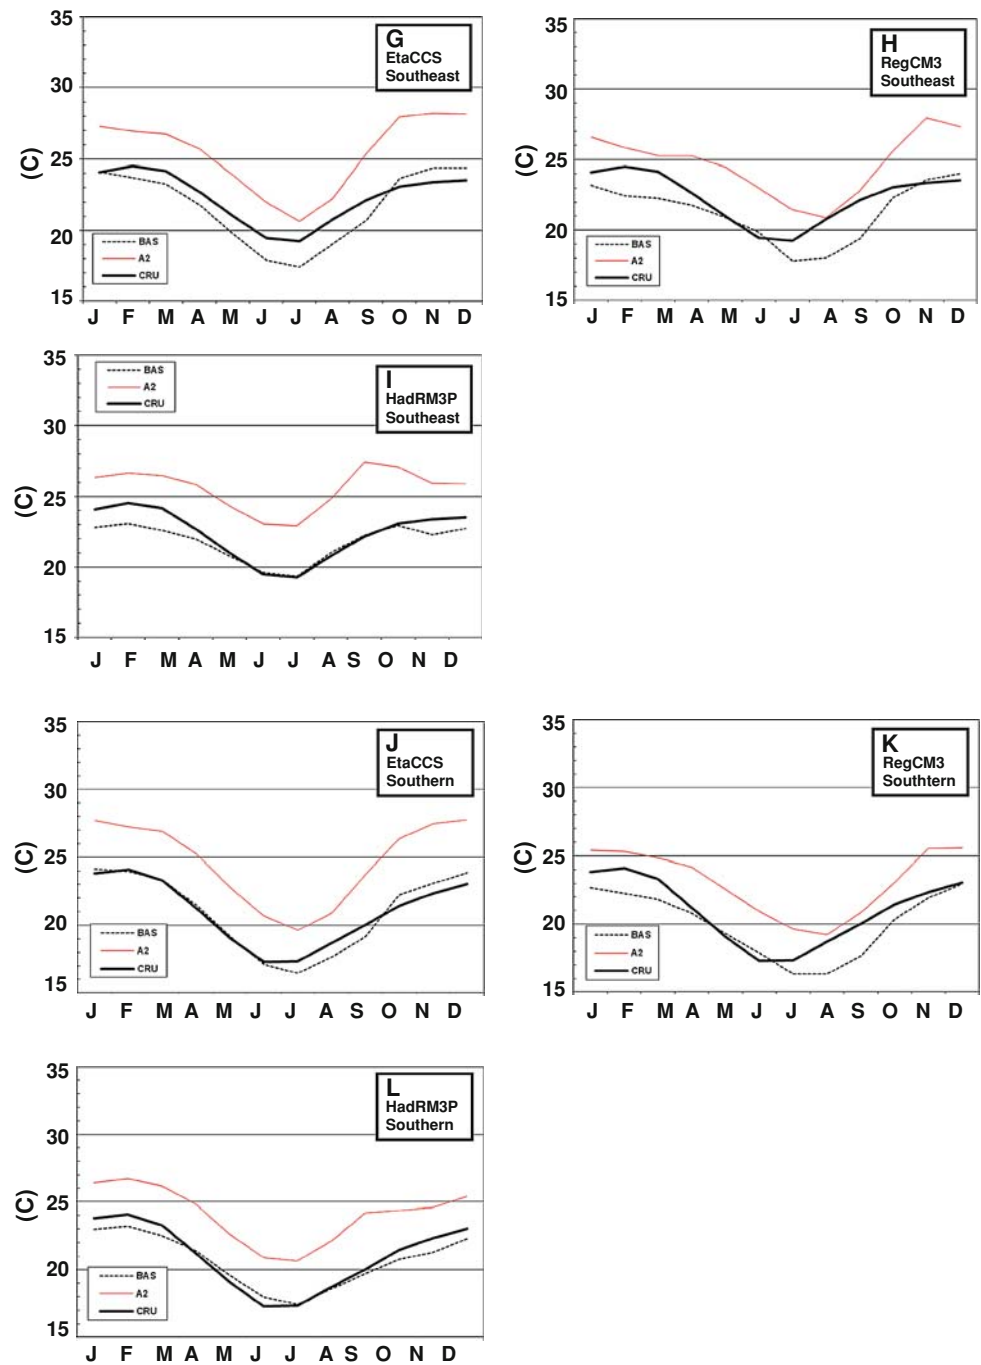 35
30
25
20
15
(C)
G
EtaCCS
Southeast
BAS
A2
CRU
J F M A M J J A S O N D
35
30
25
20
15
(C)
H
RegCM3
Southeast
BAS
A2
CRU
J F M A M J J A S O N D
35
30
25
20
15
(C)
BAS
A2
CRU
I
HadRM3P
Southeast
J F M A M J J A S O N D
35
30
25
20
15
(C)
J
EtaCCS
Southern
BAS
A2
CRU
J F M A M J J A S O N D
35
30
25
20
15
(C)
K
RegCM3
Southtern
BAS
A2
CRU
J F M A M J J A S O N D
35
30
25
20
15
(C)
L
HadRM3P
Southern
BAS
A2
CRU
J F M A M J J A S O N D